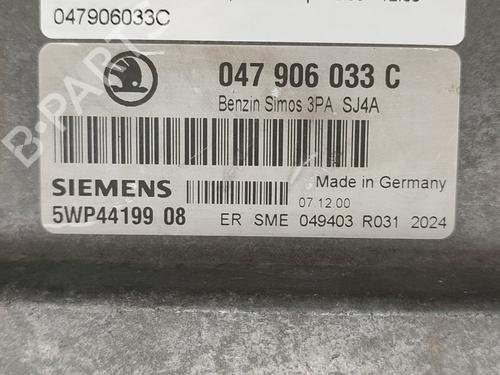 047906033C
047 906 033 C
Benzin Simos 3PA SJ4A
SIEMENS
Made in Germany
07.12.00
5WP44199 08
ER SME 049403 R031 2024
B-PARTS